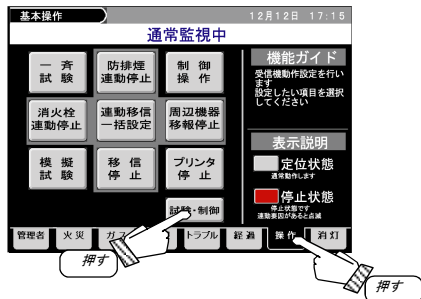 基本操作
12月12日 17:15
通常監視中
一斉
試験
防排煙
連動停止
制御
操作
消火栓
連動停止
連動移信
一括設定
周辺機器
移報停止
模擬
試験
移信
停止
プリンタ
停止
試験・制御
機能ガイド
受信機動作設定を行い
ます
設定したい項目を選択
してください
表示説明
定位状態
通常動作します
停止状態
停止状態です
連動要因があると点滅
管理者 火災 ガス トラブル 経過 操作 消灯
押す
押す